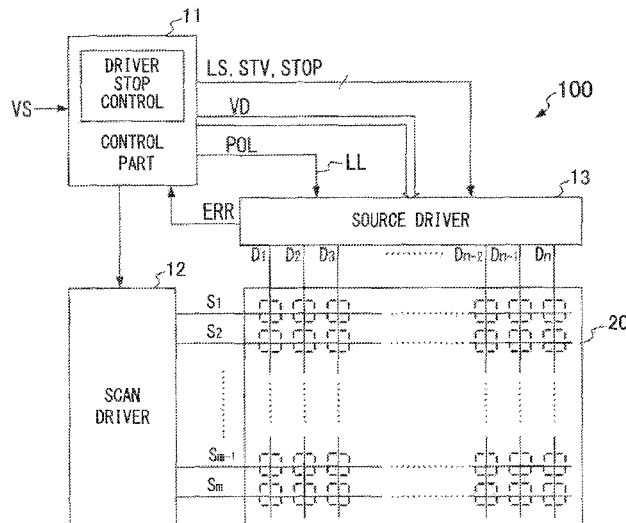 11
DRIVER
STOP
CONTROL
CONTROL
PART
VS
LS, STV, STOP
VD
POL
LL
100
13
ERR
SOURCE DRIVER
D1 D2 D3 Dn-2 Dn-1 Dn
12
SCAN
DRIVER
S1
S2
Sm-1
Sm
20